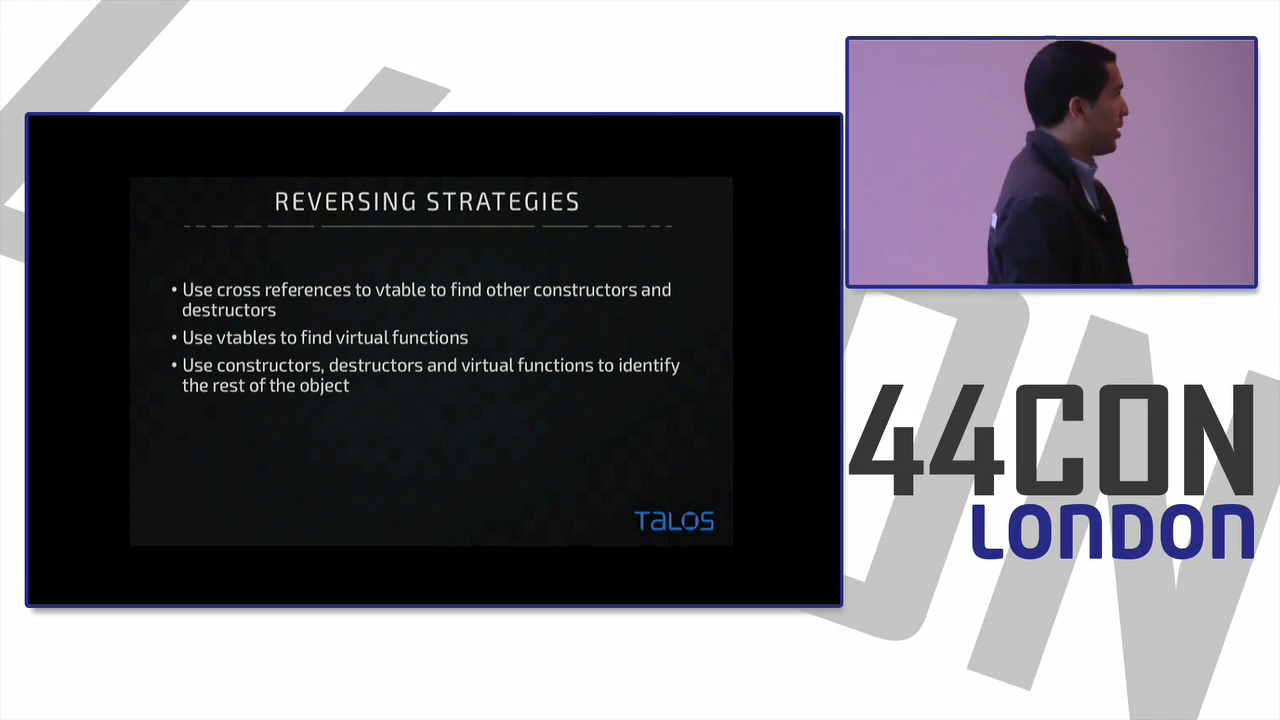 REVERSING STRATEGIES
• Use cross references to vtable to find other constructors and
destructors
• Use vtables to find virtual functions
• Use constructors, destructors and virtual functions to identify
the rest of the object
TALOS
44CON
LONDON